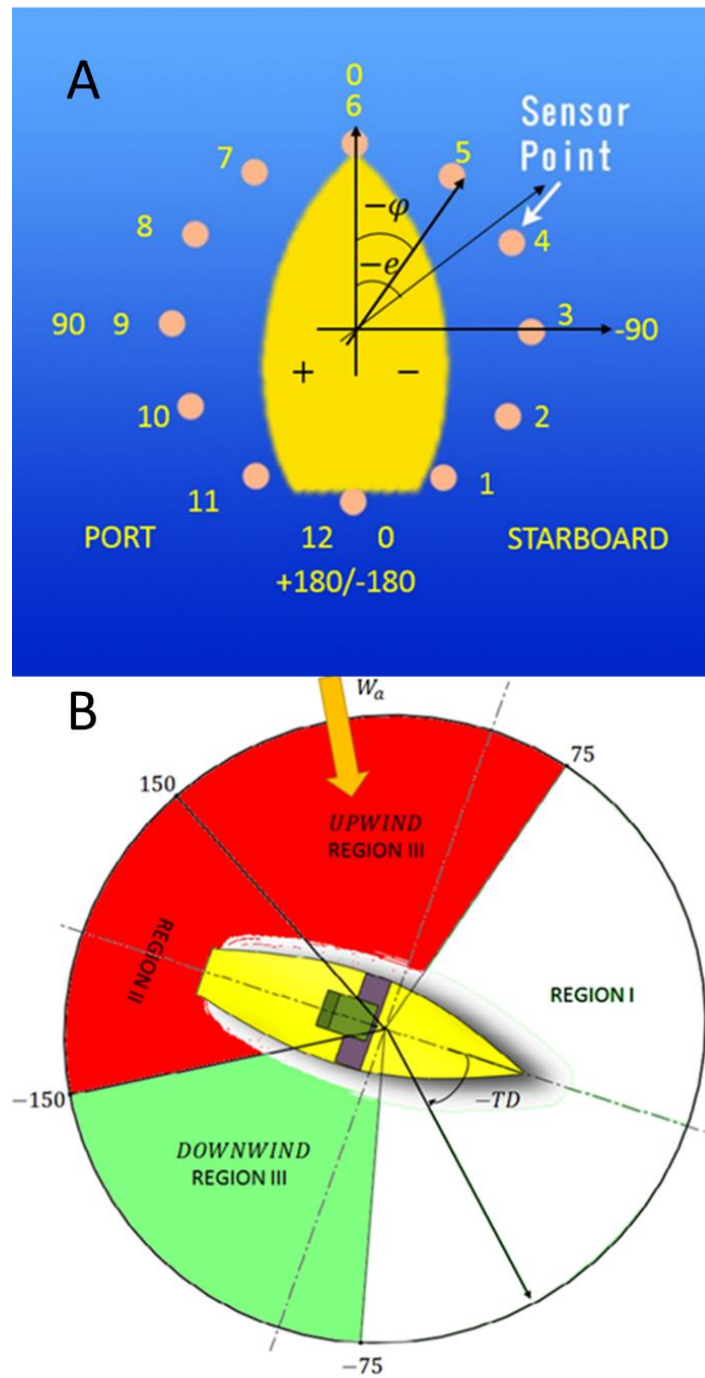 A
0
6
Sensor
Point
7
5
−φ
8
4
−e
90 9
3
-90
+ −
10
2
11
1
PORT
12 0
STARBOARD
+180/-180
B
Wₐ
75
150
UPWIND
REGION III
REGION II
REGION I
−150
−TD
DOWNWIND
REGION III
−75